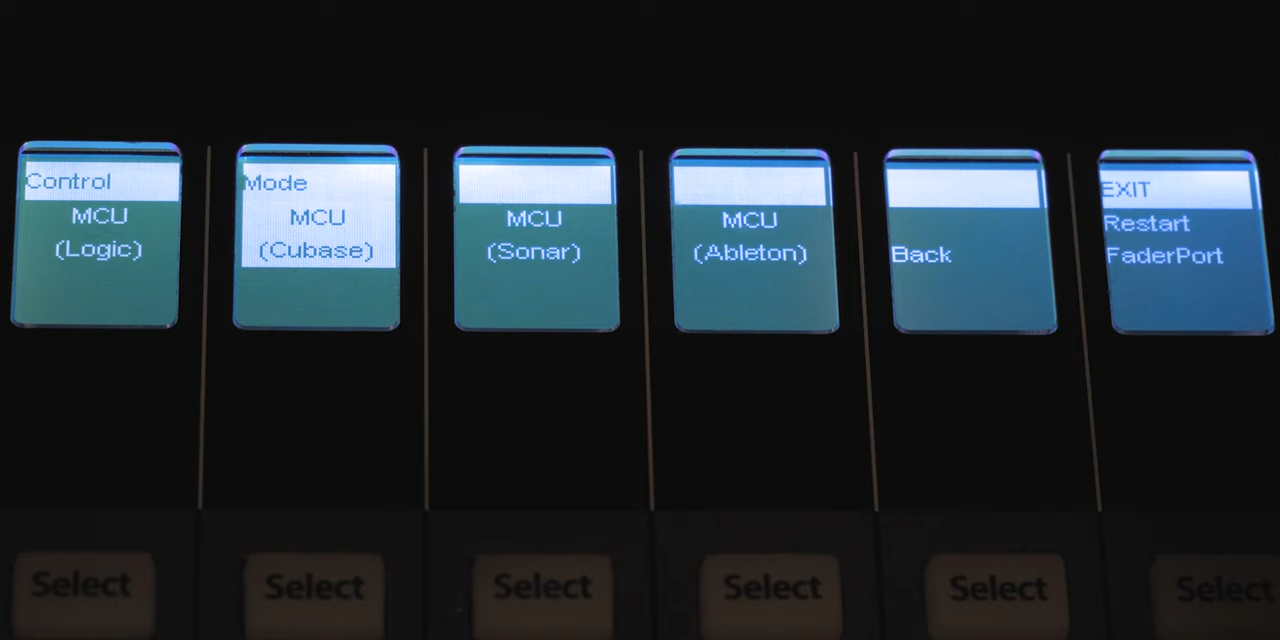 Control
MCU
(Logic)
Mode
MCU
(Cubase)
MCU
(Sonar)
MCU
(Ableton)
Back
EXIT
Restart
FaderPort
Select
Select
Select
Select
Select
Select